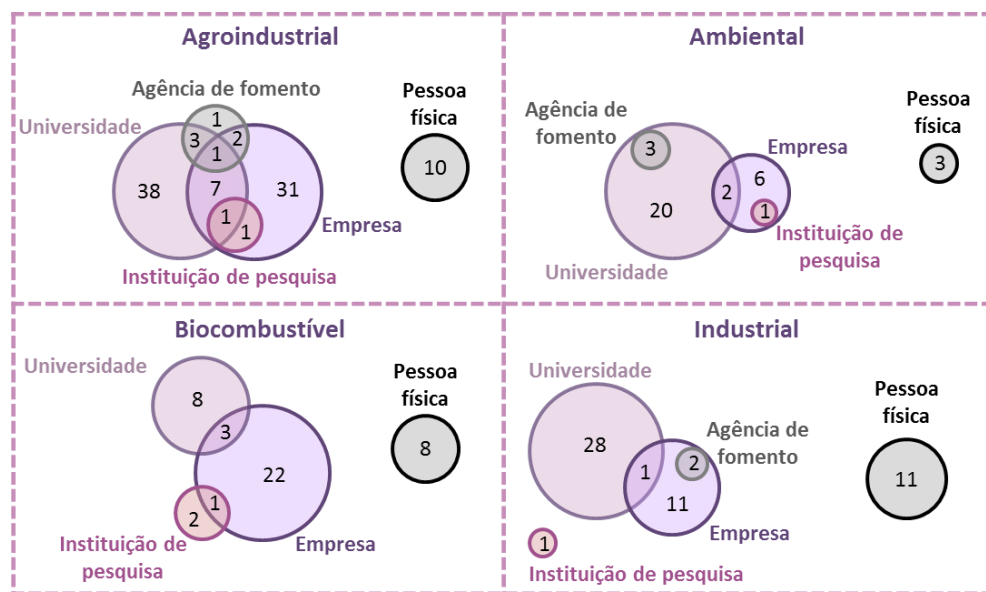 Agroindustrial
Agência de fomento
Universidade
Pessoa
física
1
3
2
1
10
38
7
31
1
1
Empresa
Instituição de pesquisa
Ambiental
Agência de
fomento
Pessoa
física
Empresa
3
3
6
2
20
1
Instituição de
pesquisa
Universidade
Biocombustível
Universidade
Pessoa
física
8
3
8
22
1
2
Instituição de
pesquisa
Empresa
Industrial
Universidade
Pessoa
física
Agência de
fomento
28
2
1
11
11
Empresa
1
Instituição de pesquisa